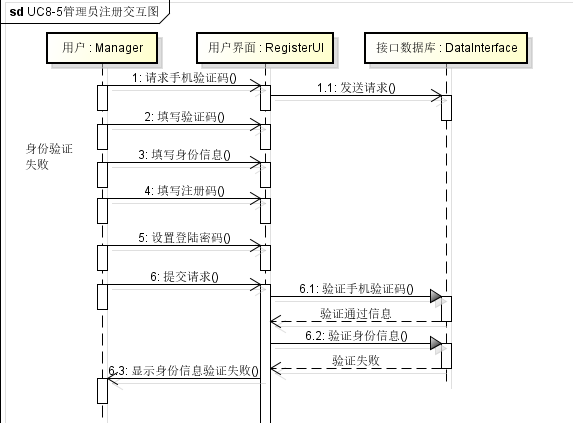 sd UC8-5管理员注册交互图
用户 : Manager
用户界面 : RegisterUI
接口数据库 : DataInterface
1: 请求手机验证码()
1.1: 发送请求()
2: 填写验证码()
身份验证
失败
3: 填写身份信息()
4: 填写注册码()
5: 设置登陆密码()
6: 提交请求()
6.1: 验证手机验证码()
验证通过信息
6.2: 验证身份信息()
验证失败
6.3: 显示身份信息验证失败()